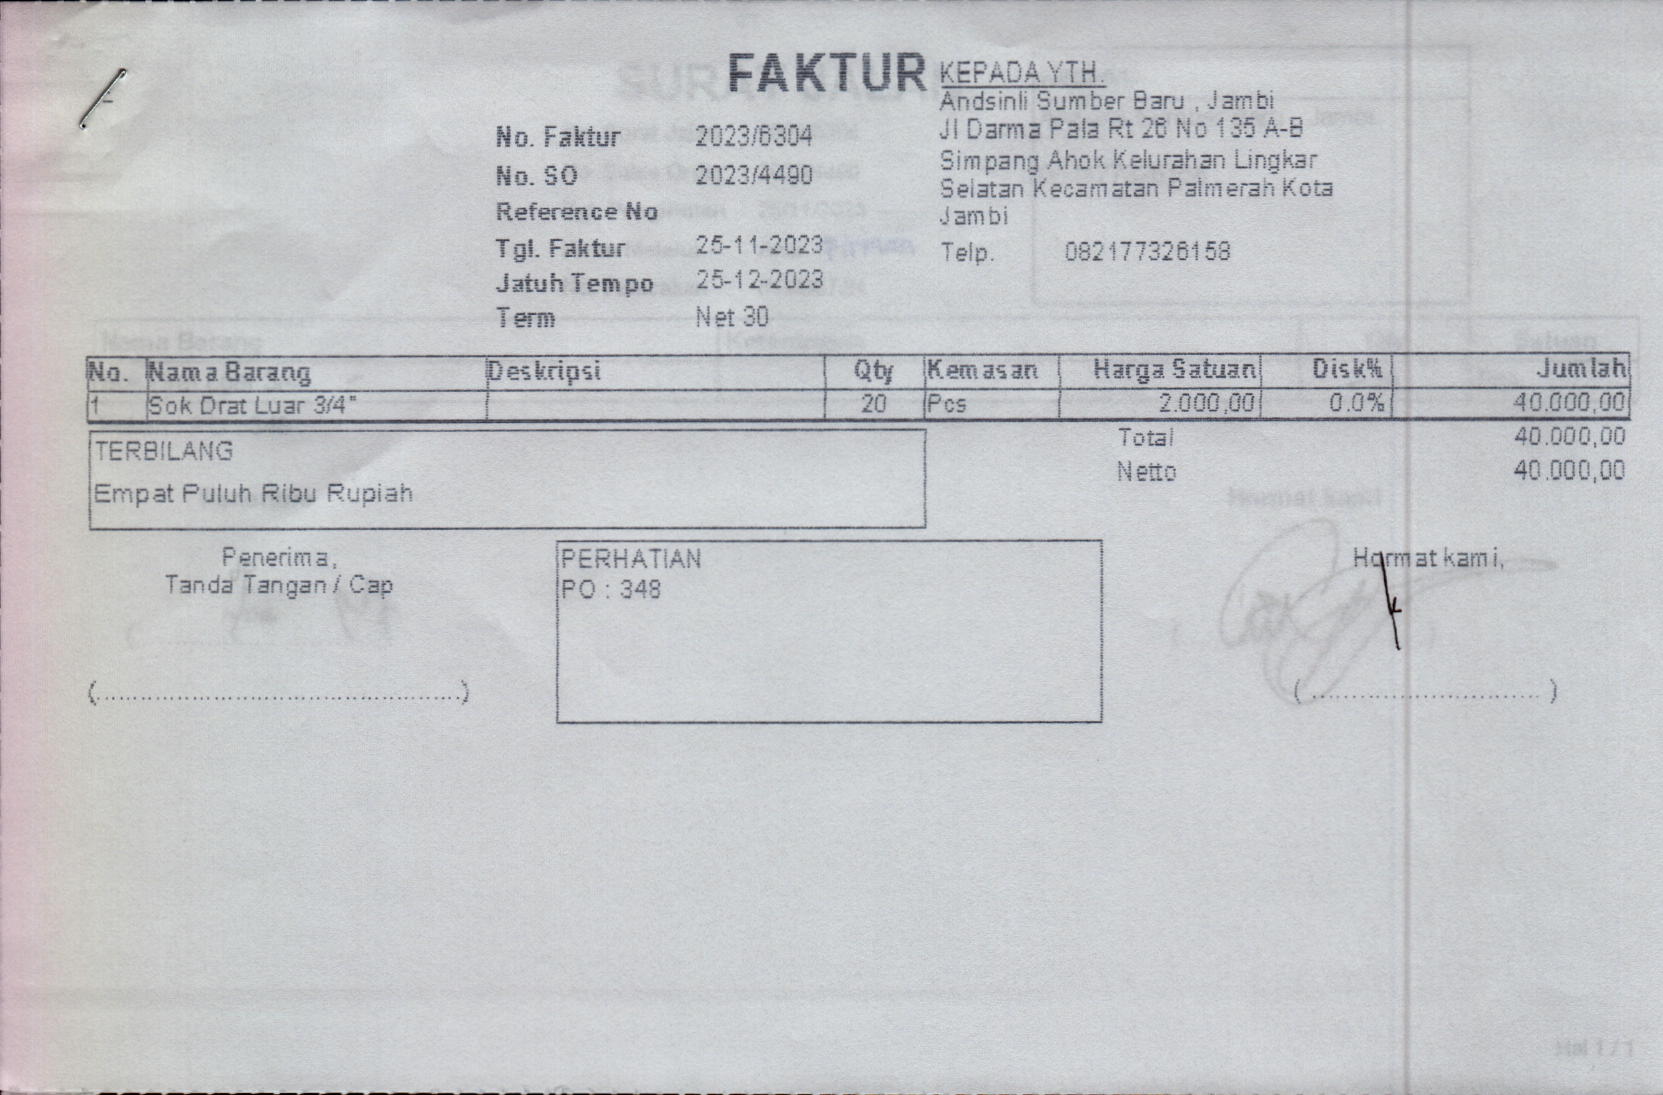 FAKTUR
No. Faktur 2023/6304
No. SO 2023/4490
Reference No
Tgl. Faktur 25-11-2023
Jatuh Tempo 25-12-2023
Term Net 30
KEPADA YTH.
Andsinli Sumber Baru , Jambi
Jl Darma Pala Rt 26 No 135 A-B
Simpang Ahok Kelurahan Lingkar
Selatan Kecamatan Palmerah Kota
Jambi
Telp. 082177326158
No. Nama Barang Deskripsi Qty Kemasan Harga Satuan Disk% Jumlah
1 Sok Drat Luar 3/4" 20 Pcs 2.000,00 0.0% 40.000,00
Total 40.000,00
Netto 40.000,00
TERBILANG
Empat Puluh Ribu Rupiah
Penerima,
Tanda Tangan / Cap
(................................................)
PERHATIAN
PO : 348
Hormat kami,
(...............................)
Hal 1 / 1